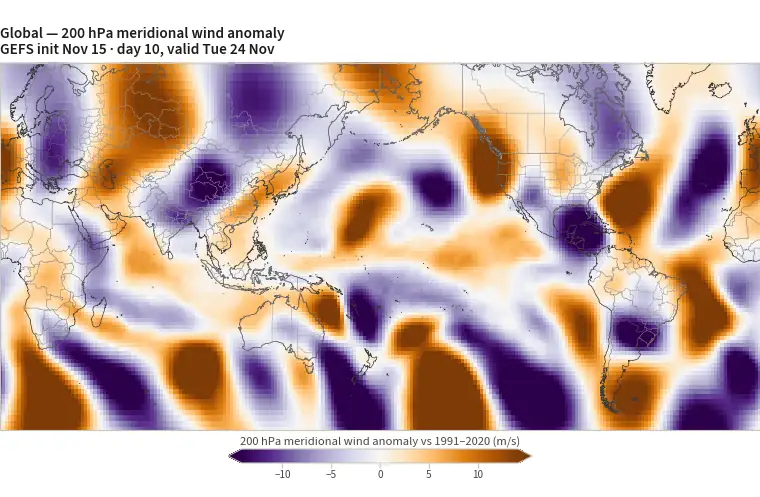 Global — 200 hPa meridional wind anomaly
GEFS init Nov 15 · day 10, valid Tue 24 Nov
200 hPa meridional wind anomaly vs 1991–2020 (m/s)
−10 −5 0 5 10